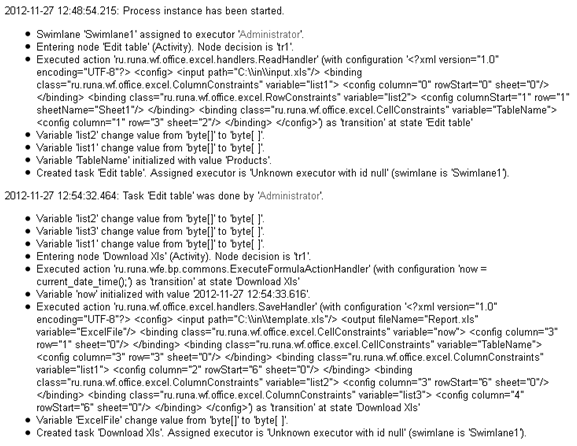 2012-11-27 12:48:54.215: Process instance has been started.
Swimlane 'Swimlane1' assigned to executor 'Administrator'.
Entering node 'Edit table' (Activity). Node decision is 'tr1'.
Executed action 'ru.runa.wf.office.excel.handlers.ReadHandler' (with configuration '<?xml version="1.0"
encoding="UTF-8"?> <config> <input path="C:\\in\\input.xls"/> <binding
class="ru.runa.wf.office.excel.ColumnConstraints" variable="list1"> <config column="0" rowStart="0" sheet="0"/>
</binding> <binding class="ru.runa.wf.office.excel.RowConstraints" variable="list2"> <config columnStart="1" row="1"
sheetName="Sheet1"/> </binding> <binding class="ru.runa.wf.office.excel.CellConstraints" variable="TableName">
<config column="1" row="3" sheet="2"/> </binding> </config>') as 'transition' at state 'Edit table'
Variable 'list2' change value from 'byte[]' to 'byte[ ]'.
Variable 'list1' change value from 'byte[]' to 'byte[ ]'.
Variable 'TableName' initialized with value 'Products'.
Created task 'Edit table'. Assigned executor is 'Unknown executor with id null' (swimlane is 'Swimlane1').
2012-11-27 12:54:32.464: Task 'Edit table' was done by 'Administrator'.
Variable 'list2' change value from 'byte[]' to 'byte[ ]'.
Variable 'list3' change value from 'byte[]' to 'byte[ ]'.
Variable 'list1' change value from 'byte[]' to 'byte[ ]'.
Entering node 'Download Xls' (Activity). Node decision is 'tr1'.
Executed action 'ru.runa.wfe.bp.commons.ExecuteFormulaActionHandler' (with configuration 'now =
current_date_time();') as 'transition' at state 'Download Xls'
Variable 'now' initialized with value '2012-11-27 12:54:33.616'.
Executed action 'ru.runa.wf.office.excel.handlers.SaveHandler' (with configuration '<?xml version="1.0"
encoding="UTF-8"?> <config> <input path="C:\\in\\template.xls"/> <output fileName="Report.xls"
variable="ExcelFile"/> <binding class="ru.runa.wf.office.excel.CellConstraints" variable="now"> <config column="3"
row="1" sheet="0"/> </binding> <binding class="ru.runa.wf.office.excel.CellConstraints" variable="TableName">
<config column="3" row="3" sheet="0"/> </binding> <binding class="ru.runa.wf.office.excel.ColumnConstraints"
variable="list1"> <config column="2" rowStart="6" sheet="0"/> </binding> <binding
class="ru.runa.wf.office.excel.ColumnConstraints" variable="list2"> <config column="3" rowStart="6" sheet="0"/>
</binding> <binding class="ru.runa.wf.office.excel.ColumnConstraints" variable="list3"> <config column="4"
rowStart="6" sheet="0"/> </binding> </config>') as 'transition' at state 'Download Xls'
Variable 'ExcelFile' change value from 'byte[]' to 'byte[ ]'.
Created task 'Download Xls'. Assigned executor is 'Unknown executor with id null' (swimlane is 'Swimlane1').